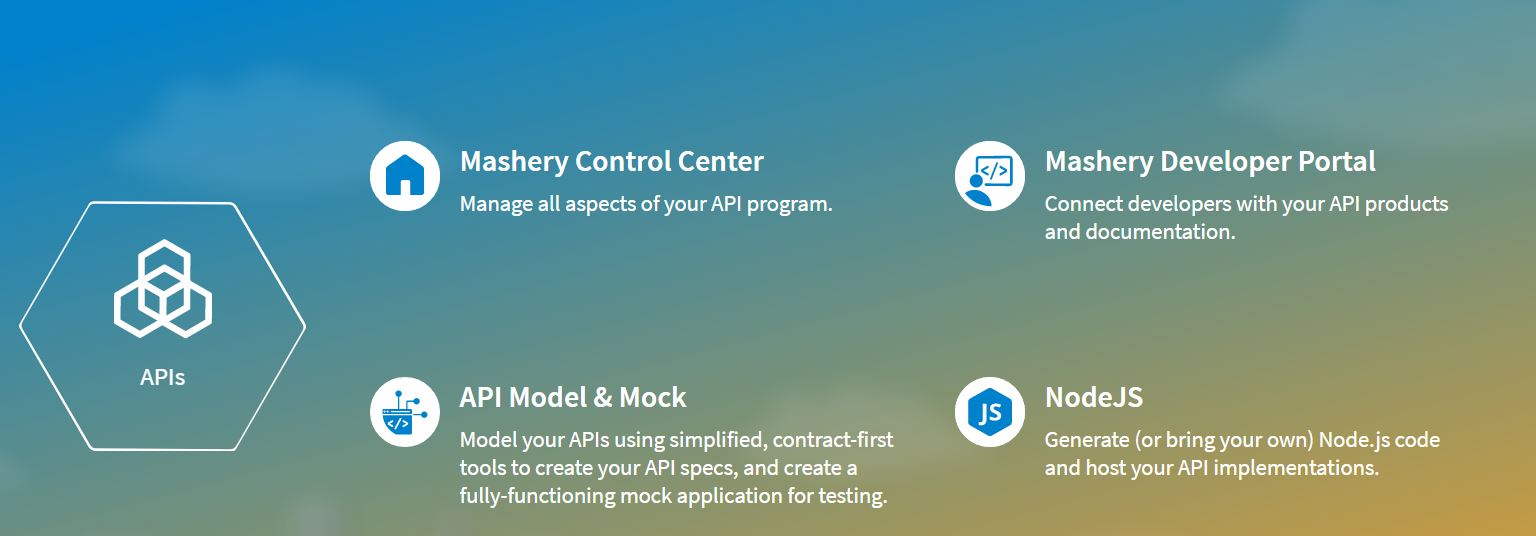 APIs
Mashery Control Center
Manage all aspects of your API program.
Mashery Developer Portal
</>
Connect developers with your API products
and documentation.
API Model & Mock
</>
Model your APIs using simplified, contract-first
tools to create your API specs, and create a
fully-functioning mock application for testing.
NodeJS
JS
Generate (or bring your own) Node.js code
and host your API implementations.